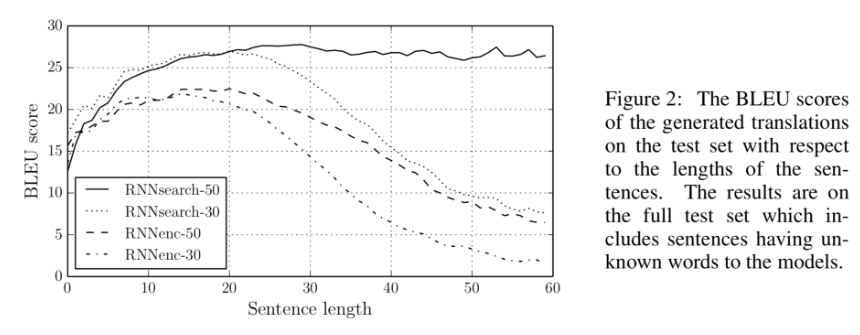 30
25
20
15
10
5
0
BLEU score
RNNsearch-50
RNNsearch-30
RNNenc-50
RNNenc-30
0 10 20 30 40 50 60
Sentence length
Figure 2: The BLEU scores
of the generated translations
on the test set with respect
to the lengths of the sen-
tences. The results are on
the full test set which in-
cludes sentences having un-
known words to the models.